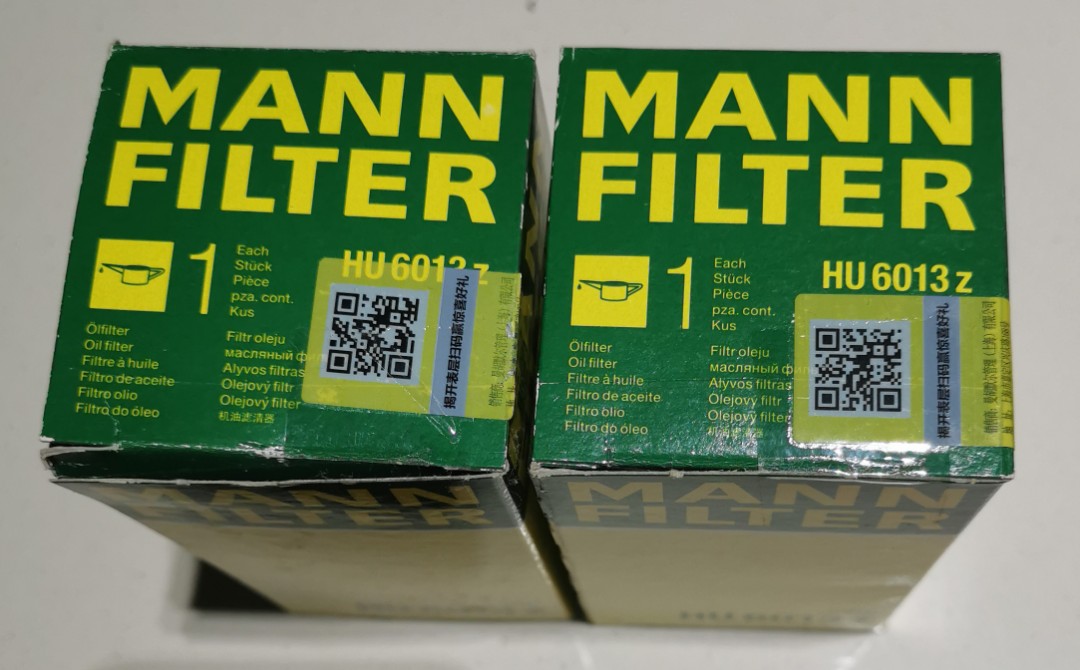 MANN
FILTER
1
Each
Stück
Pièce
pza. cont.
Kus
HU 6013 z
Ölfilter
Oil filter
Filtre à huile
Filtro de aceite
Filtro olio
Filtro do óleo
Filtr oleju
масляный
Alyvos filtras
Olejový filtr
Olejový filter
机油滤清器
揭开表层扫码赢惊喜好礼
MANN
FILTER
1
Each
Stück
Pièce
pza. cont.
Kus
HU 6013 z
Ölfilter
Oil filter
Filtre à huile
Filtro de aceite
Filtro olio
Filtro do óleo
Filtr oleju
масляный
Alyvos filtras
Olejový filtr
Olejový filter
机油滤清器
揭开表层扫码赢惊喜好礼
MANN
FILTER
MANN
FILTER